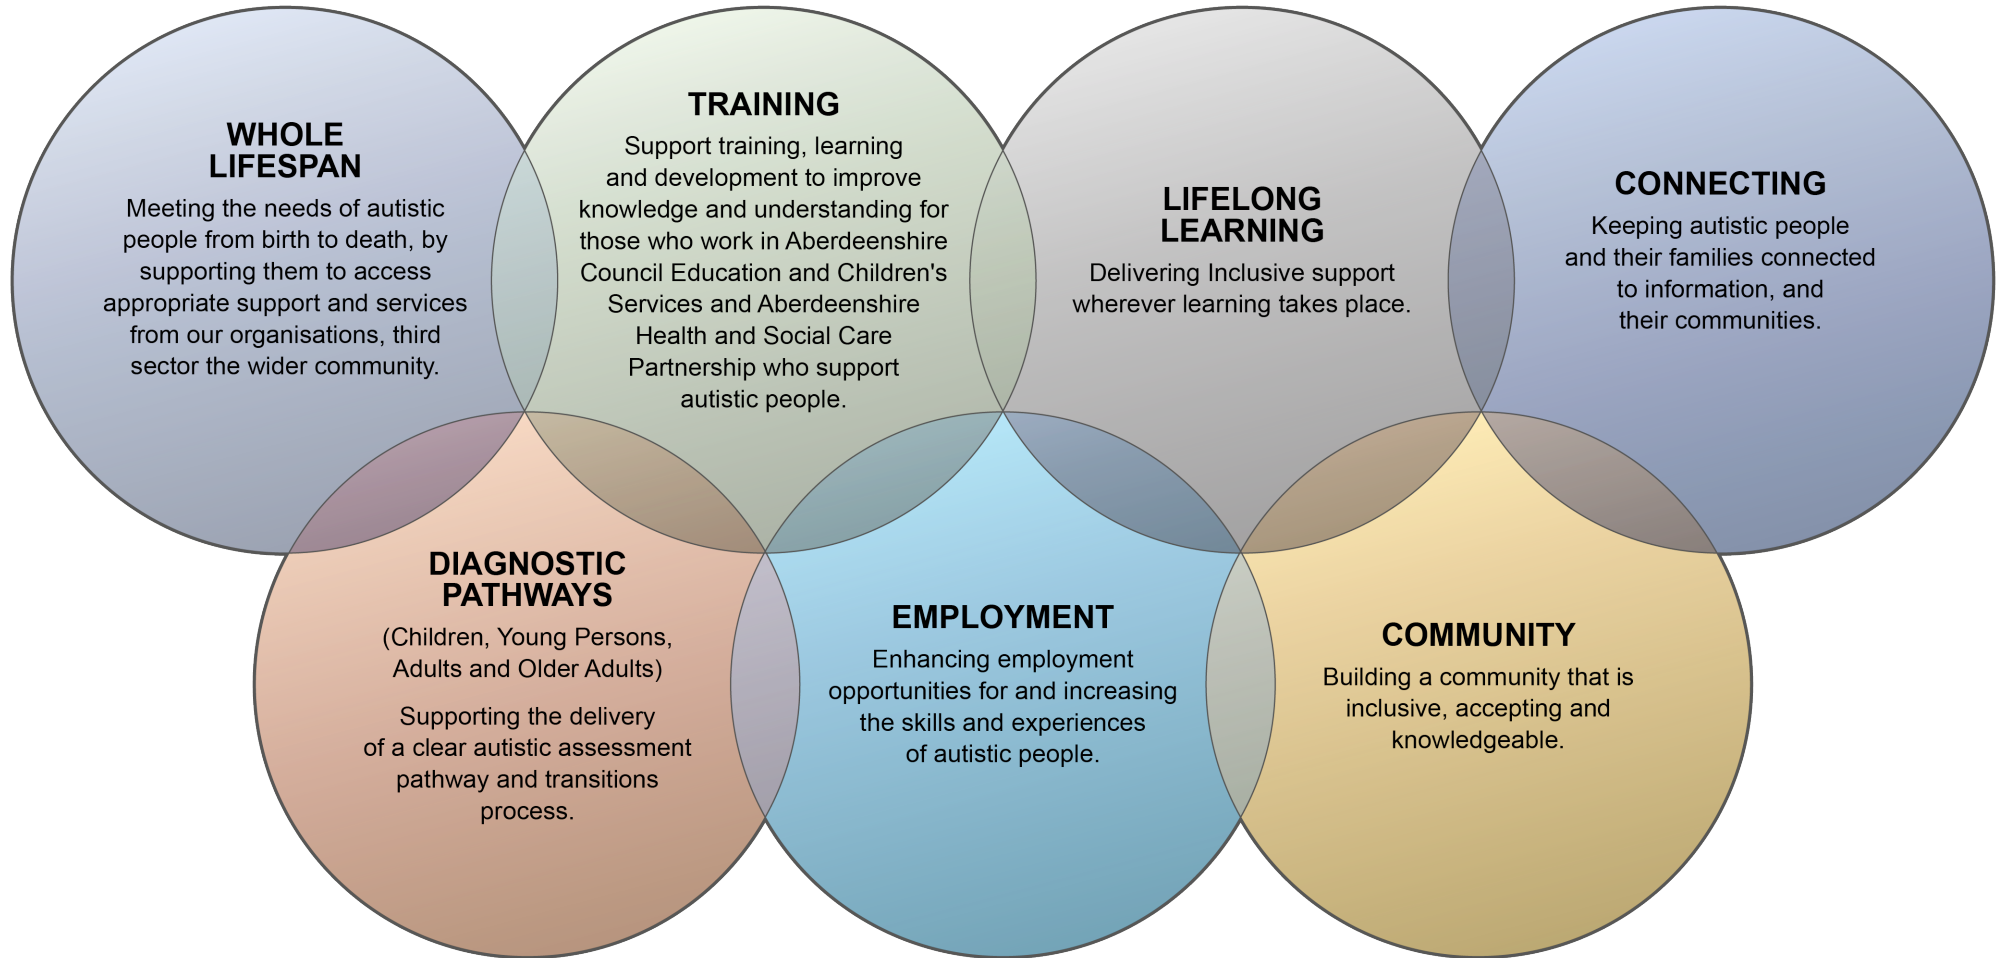 WHOLE
LIFESPAN
Meeting the needs of autistic
people from birth to death, by
supporting them to access
appropriate support and services
from our organisations, third
sector the wider community.
TRAINING
Support training, learning
and development to improve
knowledge and understanding for
those who work in Aberdeenshire
Council Education and Children's
Services and Aberdeenshire
Health and Social Care
Partnership who support
autistic people.
LIFELONG
LEARNING
Delivering Inclusive support
wherever learning takes place.
CONNECTING
Keeping autistic people
and their families connected
to information, and
their communities.
DIAGNOSTIC
PATHWAYS
(Children, Young Persons,
Adults and Older Adults)
Supporting the delivery
of a clear autistic assessment
pathway and transitions
process.
EMPLOYMENT
Enhancing employment
opportunities for and increasing
the skills and experiences
of autistic people.
COMMUNITY
Building a community that is
inclusive, accepting and
knowledgeable.